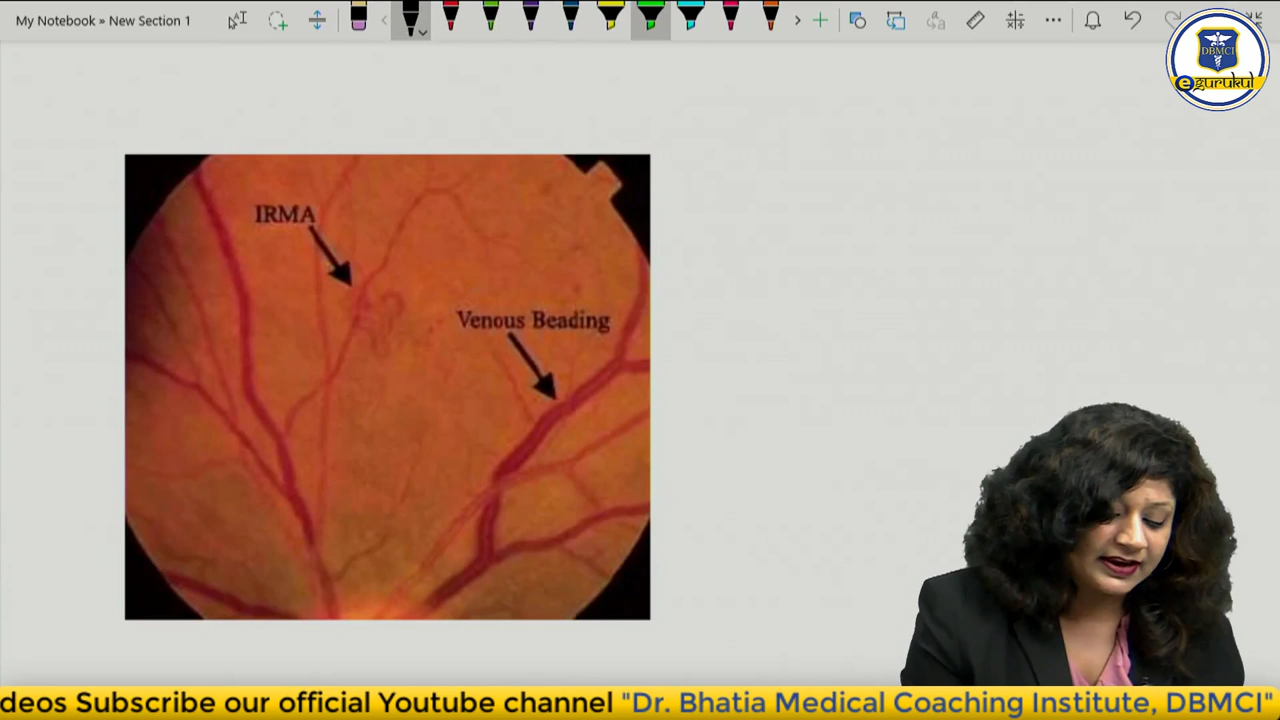 My Notebook » New Section 1
DBMCI
egurukul
IRMA
Venous Beading
deos Subscribe our official Youtube channel "Dr. Bhatia Medical Coaching Institute, DBMCI"